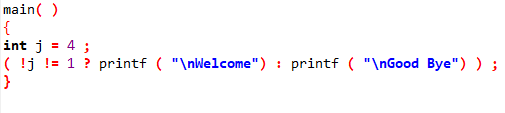 main( )
{
int j = 4 ;
( !j != 1 ? printf ( "\nWelcome") : printf ( "\nGood Bye") ) ;
}